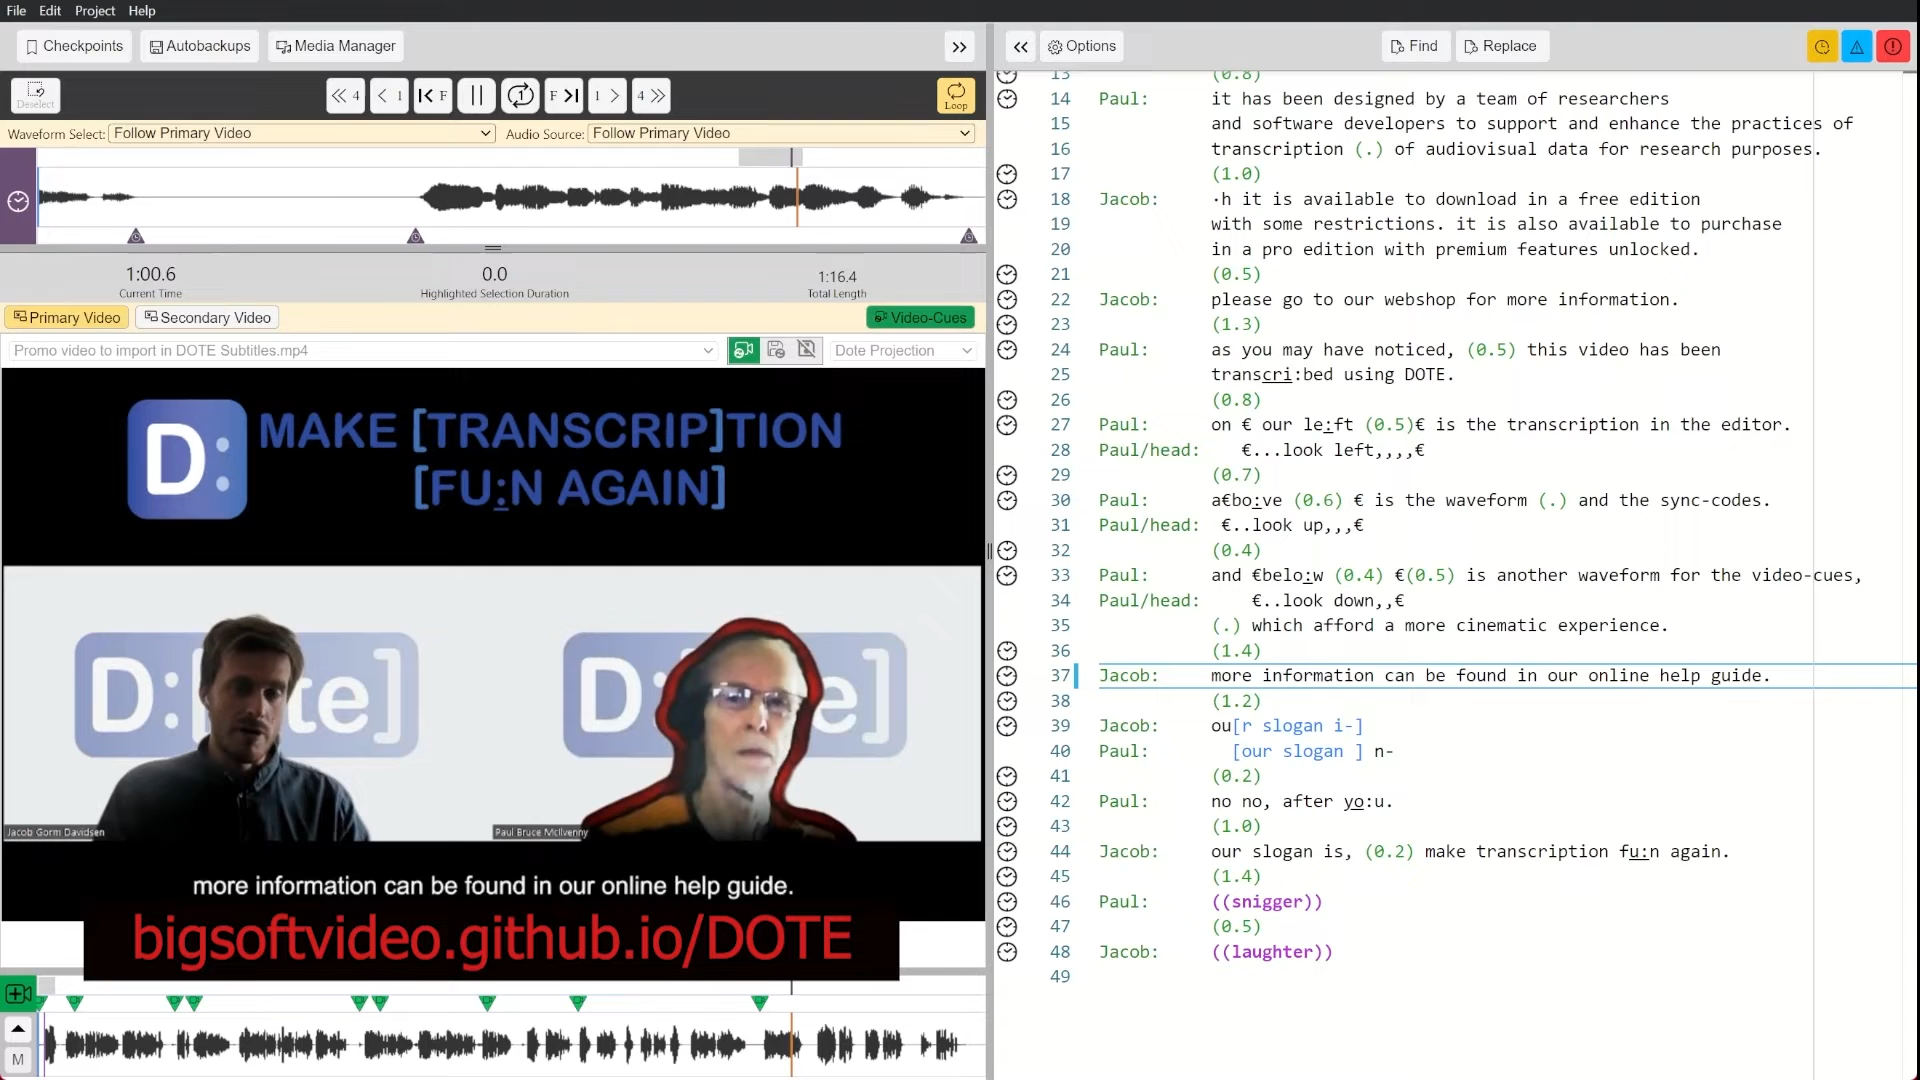 File Edit Project Help
Checkpoints Autobackups Media Manager
Options Find Replace
Deselect
4 1 F 1 F 1 4
Loop
Waveform Select: Follow Primary Video Audio Source: Follow Primary Video
1:00.6 0.0 1:16.4
Current Time Highlighted Selection Duration Total Length
Primary Video Secondary Video Video-Cues
Promo video to import in DOTE Subtitles.mp4 Dote Projection
D: MAKE [TRANSCRIP]TION
[FU:N AGAIN]
Jacob Gorm Davidsen
Paul Bruce McIlvenny
more information can be found in our online help guide.
bigsoftvideo.github.io/DOTE
M
13 (0.8)
14 Paul: it has been designed by a team of researchers
15 and software developers to support and enhance the practices of
16 transcription (.) of audiovisual data for research purposes.
17 (1.0)
18 Jacob: ·h it is available to download in a free edition
19 with some restrictions. it is also available to purchase
20 in a pro edition with premium features unlocked.
21 (0.5)
22 Jacob: please go to our webshop for more information.
23 (1.3)
24 Paul: as you may have noticed, (0.5) this video has been
25 transcri:bed using DOTE.
26 (0.8)
27 Paul: on € our le:ft (0.5)€ is the transcription in the editor.
28 Paul/head: €...look left,,,,€
29 (0.7)
30 Paul: a€bo:ve (0.6) € is the waveform (.) and the sync-codes.
31 Paul/head: €..look up,,,€
32 (0.4)
33 Paul: and €belo:w (0.4) €(0.5) is another waveform for the video-cues,
34 Paul/head: €..look down,,€
35 (.) which afford a more cinematic experience.
36 (1.4)
37 Jacob: more information can be found in our online help guide.
38 (1.2)
39 Jacob: ou[r slogan i-]
40 Paul: [our slogan ] n-
41 (0.2)
42 Paul: no no, after yo:u.
43 (1.0)
44 Jacob: our slogan is, (0.2) make transcription fu:n again.
45 (1.4)
46 Paul: ((snigger))
47 (0.5)
48 Jacob: ((laughter))
49